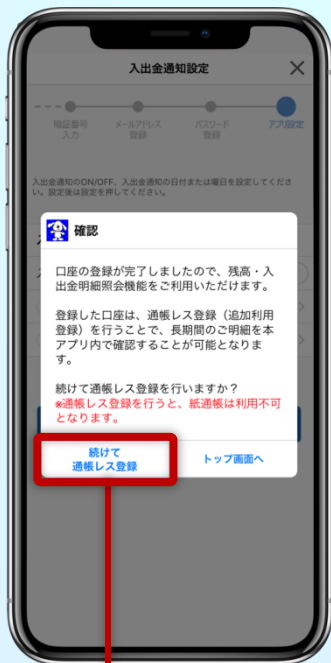 入出金通知設定
暗証番号
入力
メールアドレス
登録
パスワード
登録
アプリ設定
入出金通知のON/OFF、入出金通知の日付または曜日を設定してくださ
い。設定後は設定を押してください。
確認
口座の登録が完了しましたので、残高・入
出金明細照会機能をご利用いただけます。
登録した口座は、通帳レス登録（追加利用
登録）を行うことで、長期間のご明細を本
アプリ内で確認することが可能となりま
す。
続けて通帳レス登録を行いますか？
※通帳レス登録を行うと、紙通帳は利用不可
となります。
続けて
通帳レス登録
トップ画面へ